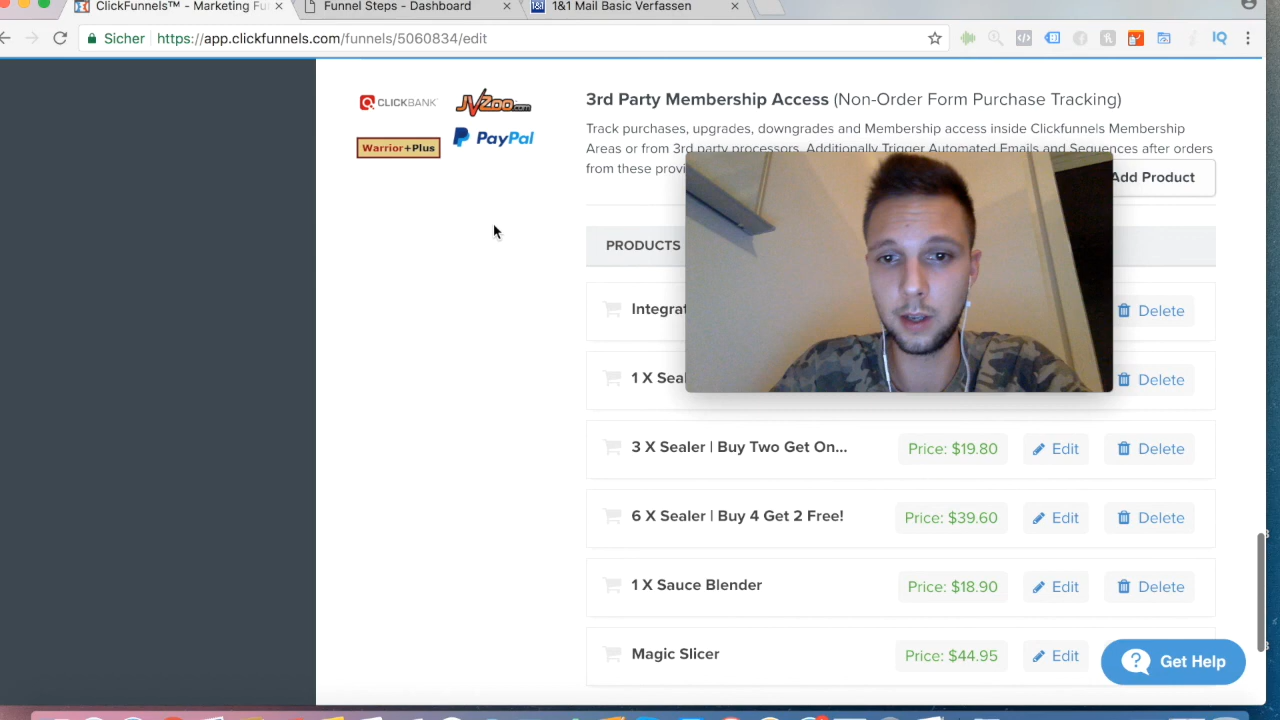 ClickFunnels™ - Marketing Fu
Funnel Steps - Dashboard
1&1 Mail Basic Verfassen
Sicher
https://app.clickfunnels.com/funnels/5060834/edit
IQ
CLICKBANK
JVZoo.com
Warrior+Plus
PayPal
3rd Party Membership Access (Non-Order Form Purchase Tracking)
Track purchases, upgrades, downgrades and Membership access inside Clickfunnels Membership
Areas or from 3rd party processors. Additionally Trigger Automated Emails and Sequences after orders
from these
Add Product
PRODUCTS
Delete
1 X
Delete
3 X Sealer | Buy Two Get On...
Price: $19.80
Edit
Delete
6 X Sealer | Buy 4 Get 2 Free!
Price: $39.60
Edit
Delete
1 X Sauce Blender
Price: $18.90
Edit
Delete
Magic Slicer
Price: $44.95
Edit
Get Help